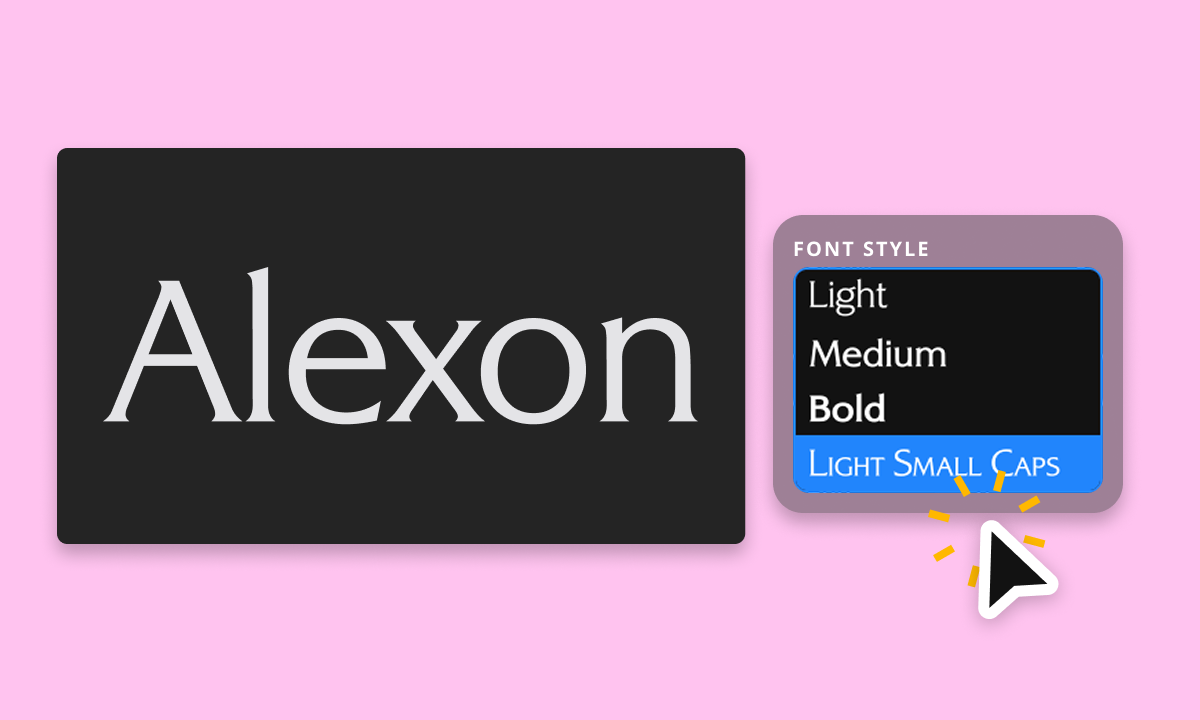 Alexon
FONT STYLE
Light
Medium
Bold
Light Small Caps